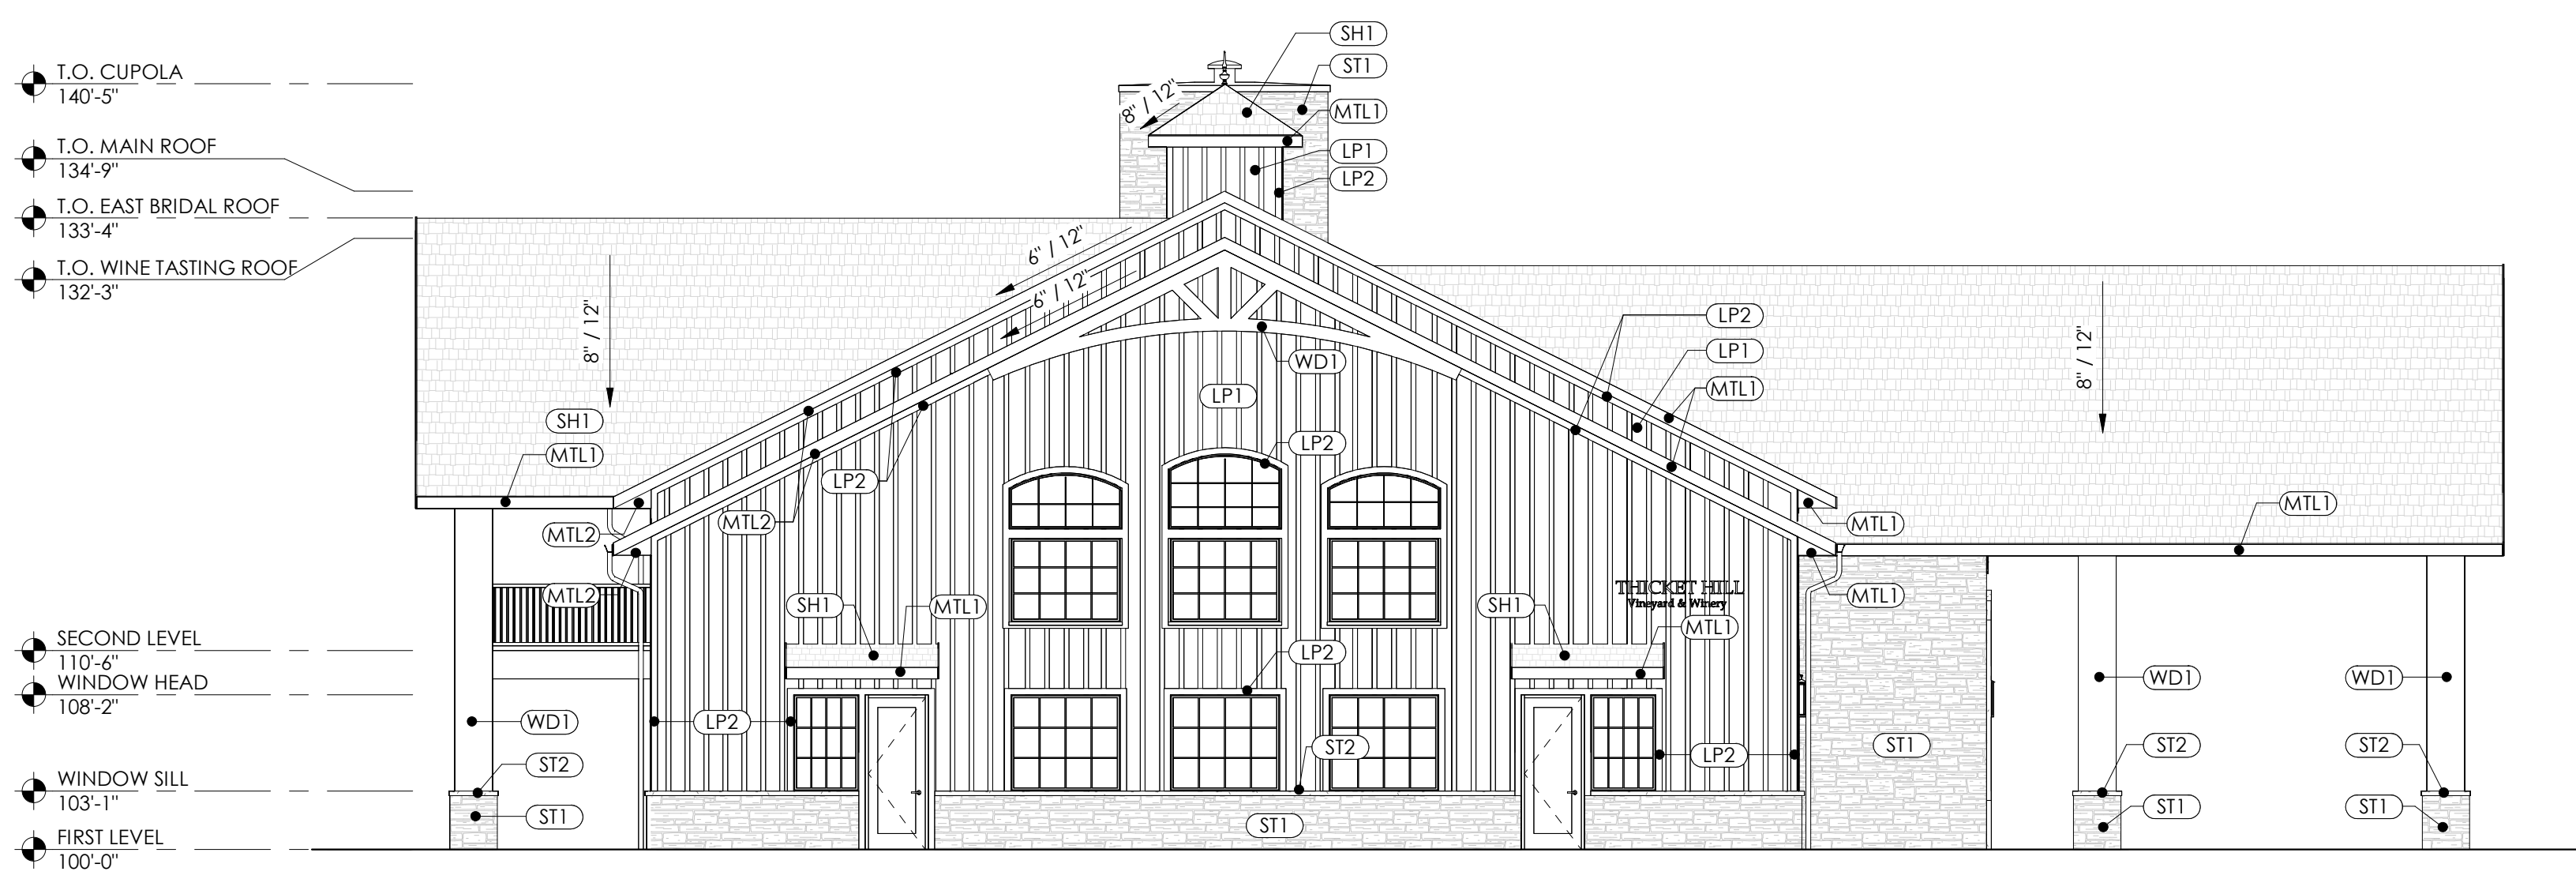 T.O. CUPOLA
140'-5"
T.O. MAIN ROOF
134'-9"
T.O. EAST BRIDAL ROOF
133'-4"
T.O. WINE TASTING ROOF
132'-3"
SECOND LEVEL
110'-6"
WINDOW HEAD
108'-2"
WINDOW SILL
103'-1"
FIRST LEVEL
100'-0"
SH1
ST1
8" / 12"
MTL1
LP1
LP2
6" / 12"
6" / 12"
8" / 12"
8" / 12"
LP2
LP1
MTL1
WD1
LP1
SH1
MTL1
LP2
LP2
MTL2
MTL2
MTL1
MTL1
MTL2
MTL1
THICKET HILL
Vineyard & Winery
SH1
MTL1
SH1
MTL1
LP2
WD1
WD1
WD1
LP2
ST2
LP2
ST1
ST2
ST2
ST2
ST1
ST1
ST1
ST1